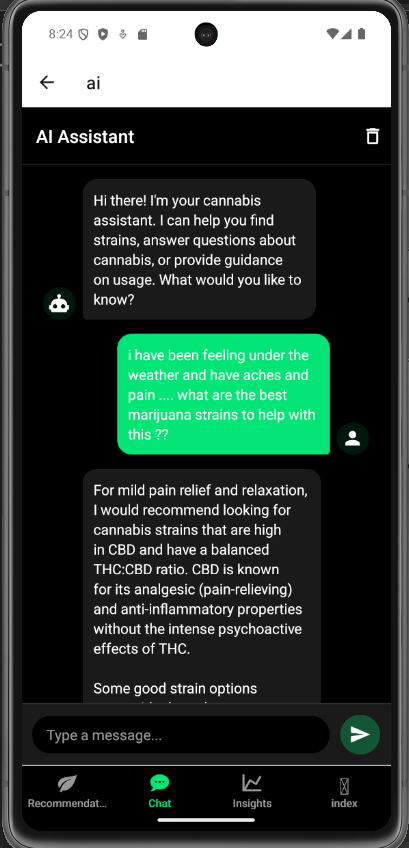 8:24
ai
AI Assistant
Hi there! I'm your cannabis
assistant. I can help you find
strains, answer questions about
cannabis, or provide guidance
on usage. What would you like to
know?
i have been feeling under the
weather and have aches and
pain .... what are the best
marijuana strains to help with
this ??
For mild pain relief and relaxation,
I would recommend looking for
cannabis strains that are high
in CBD and have a balanced
THC:CBD ratio. CBD is known
for its analgesic (pain-relieving)
and anti-inflammatory properties
without the intense psychoactive
effects of THC.
Some good strain options
Type a message...
Recommendat... Chat Insights index